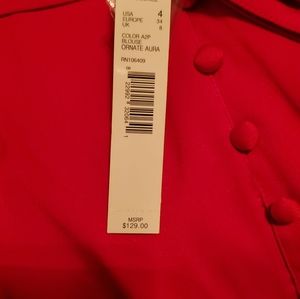 USA 4
EUROPE 34
UK 8
COLOR A2P
BLOUSE
ORNATE AURA
RN106409
MSRP
$129.00